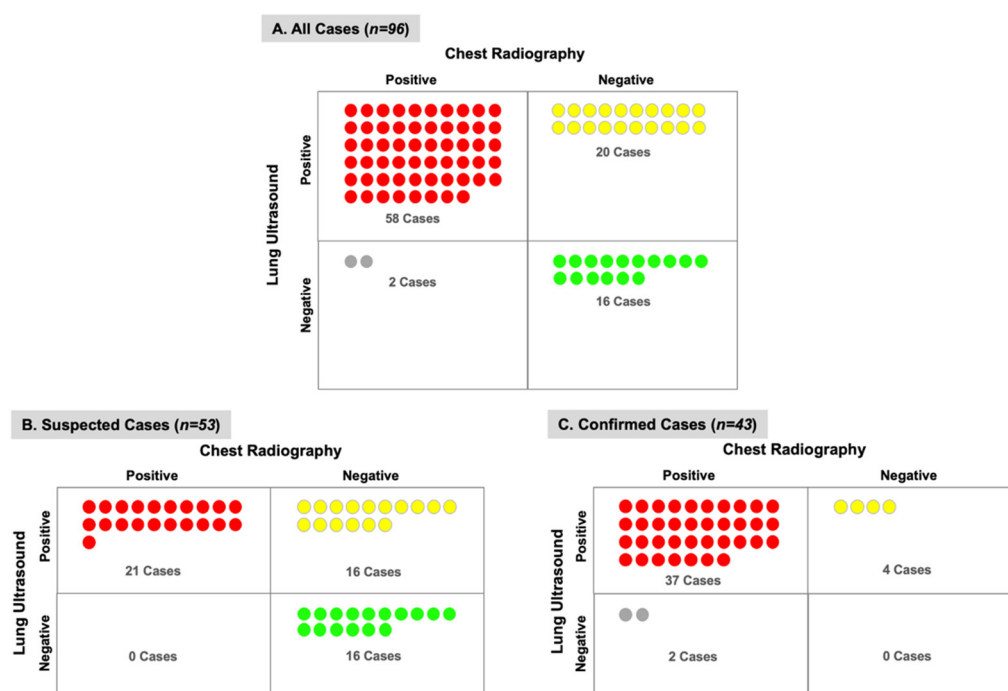 A. All Cases (n=96)
Chest Radiography
Positive
Negative
Lung Ultrasound
Positive
58 Cases
20 Cases
Negative
2 Cases
16 Cases
B. Suspected Cases (n=53)
Chest Radiography
Positive
Negative
Lung Ultrasound
Positive
21 Cases
16 Cases
Negative
0 Cases
16 Cases
C. Confirmed Cases (n=43)
Chest Radiography
Positive
Negative
Lung Ultrasound
Positive
37 Cases
4 Cases
Negative
2 Cases
0 Cases